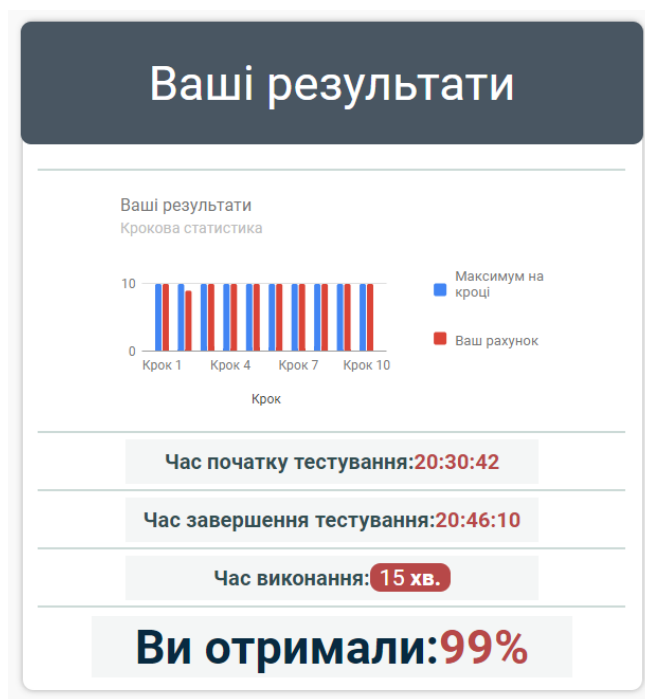 Ваші результати
Ваші результати
Крокова статистика
10
0
Крок 1 Крок 4 Крок 7 Крок 10
Крок
Максимум на
кроці
Ваш рахунок
Час початку тестування:20:30:42
Час завершення тестування:20:46:10
Час виконання:15 хв.
Ви отримали:99%